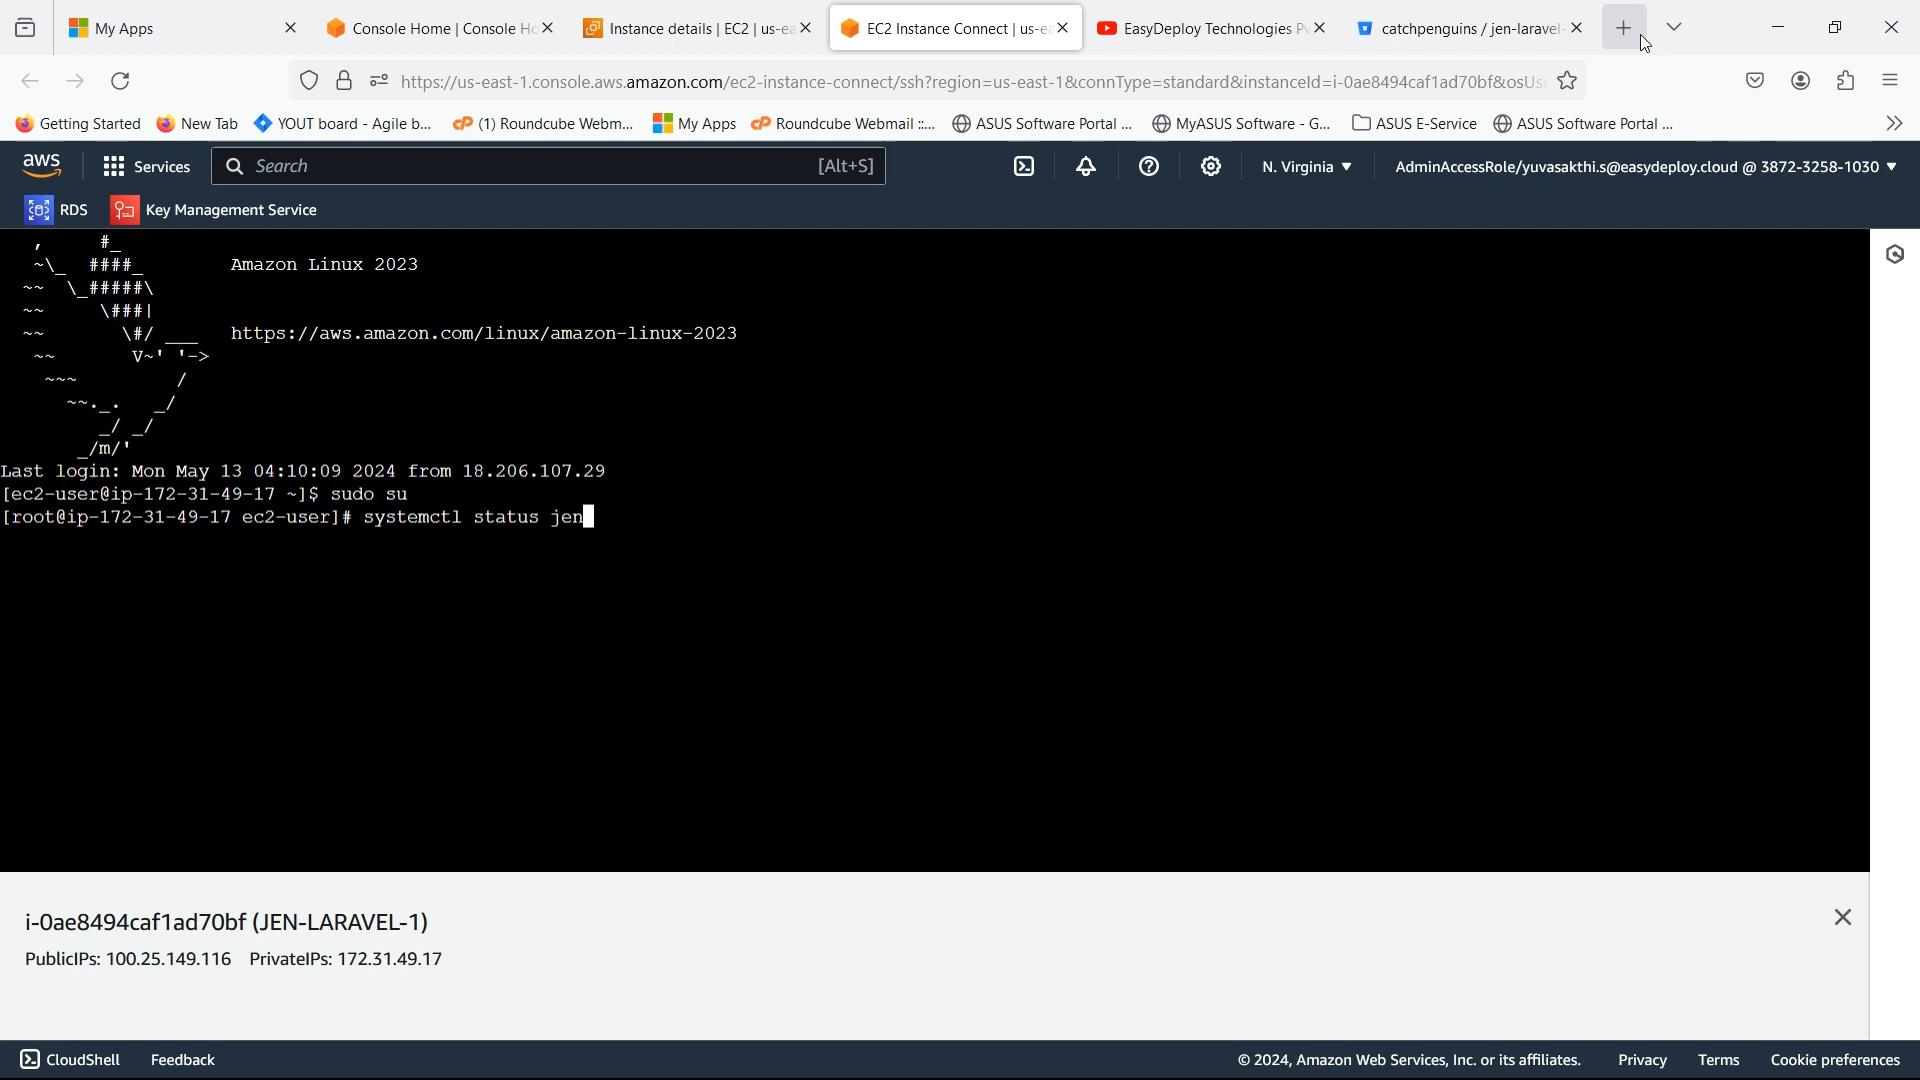 My Apps
Console Home | Console Ho
Instance details | EC2 | us-ea
EC2 Instance Connect | us-ea
EasyDeploy Technologies Pv
catchpenguins / jen-laravel-
https://us-east-1.console.aws.amazon.com/ec2-instance-connect/ssh?region=us-east-1&connType=standard&instanceId=i-0ae8494caf1ad70bf&osUse
Getting Started New Tab YOUT board - Agile b... (1) Roundcube Webm... My Apps Roundcube Webmail ::... ASUS Software Portal ... MyASUS Software - G... ASUS E-Service ASUS Software Portal ...
aws Services Search [Alt+S] N. Virginia AdminAccessRole/yuvasakthi.s@easydeploy.cloud @ 3872-3258-1030
RDS Key Management Service
   ,     #_
   ~\_  ####_        Amazon Linux 2023
  ~~  \_#####\
  ~~     \###|
  ~~       \#/ ___   https://aws.amazon.com/linux/amazon-linux-2023
   ~~       V~' '->
    ~~~         /
      ~~._.   _/
         _/ _/
       _/m/'
Last login: Mon May 13 04:10:09 2024 from 18.206.107.29
[ec2-user@ip-172-31-49-17 ~]$ sudo su
[root@ip-172-31-49-17 ec2-user]# systemctl status jen
i-0ae8494caf1ad70bf (JEN-LARAVEL-1)
PublicIPs: 100.25.149.116 PrivateIPs: 172.31.49.17
CloudShell Feedback © 2024, Amazon Web Services, Inc. or its affiliates. Privacy Terms Cookie preferences